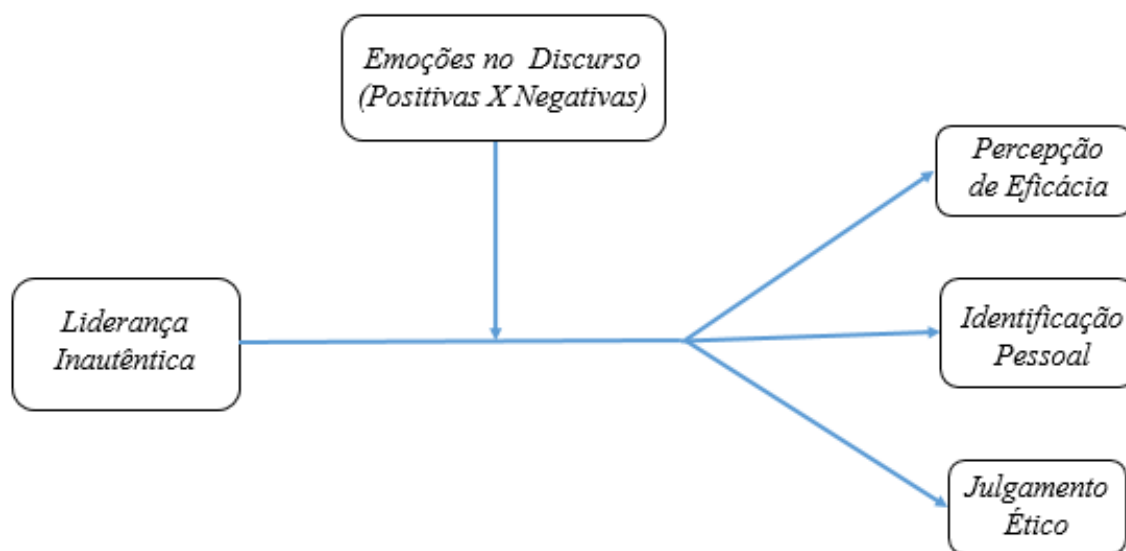 Emoções no Discurso
(Positivas X Negativas)
Percepção
de Eficácia
Liderança
Inautêntica
Identificação
Pessoal
Julgamento
Ético